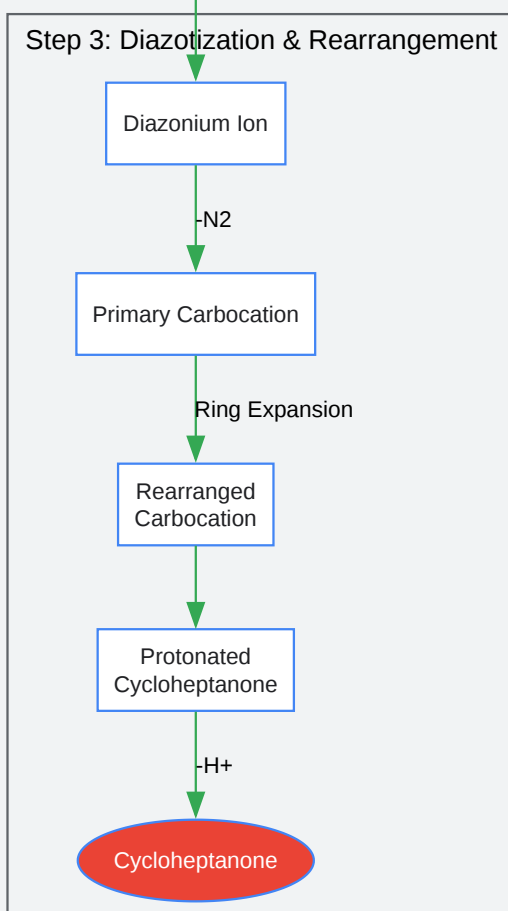 Step 3: Diazotization & Rearrangement
Diazonium Ion
-N2
Primary Carbocation
Ring Expansion
Rearranged
Carbocation
Protonated
Cycloheptanone
-H+
Cycloheptanone